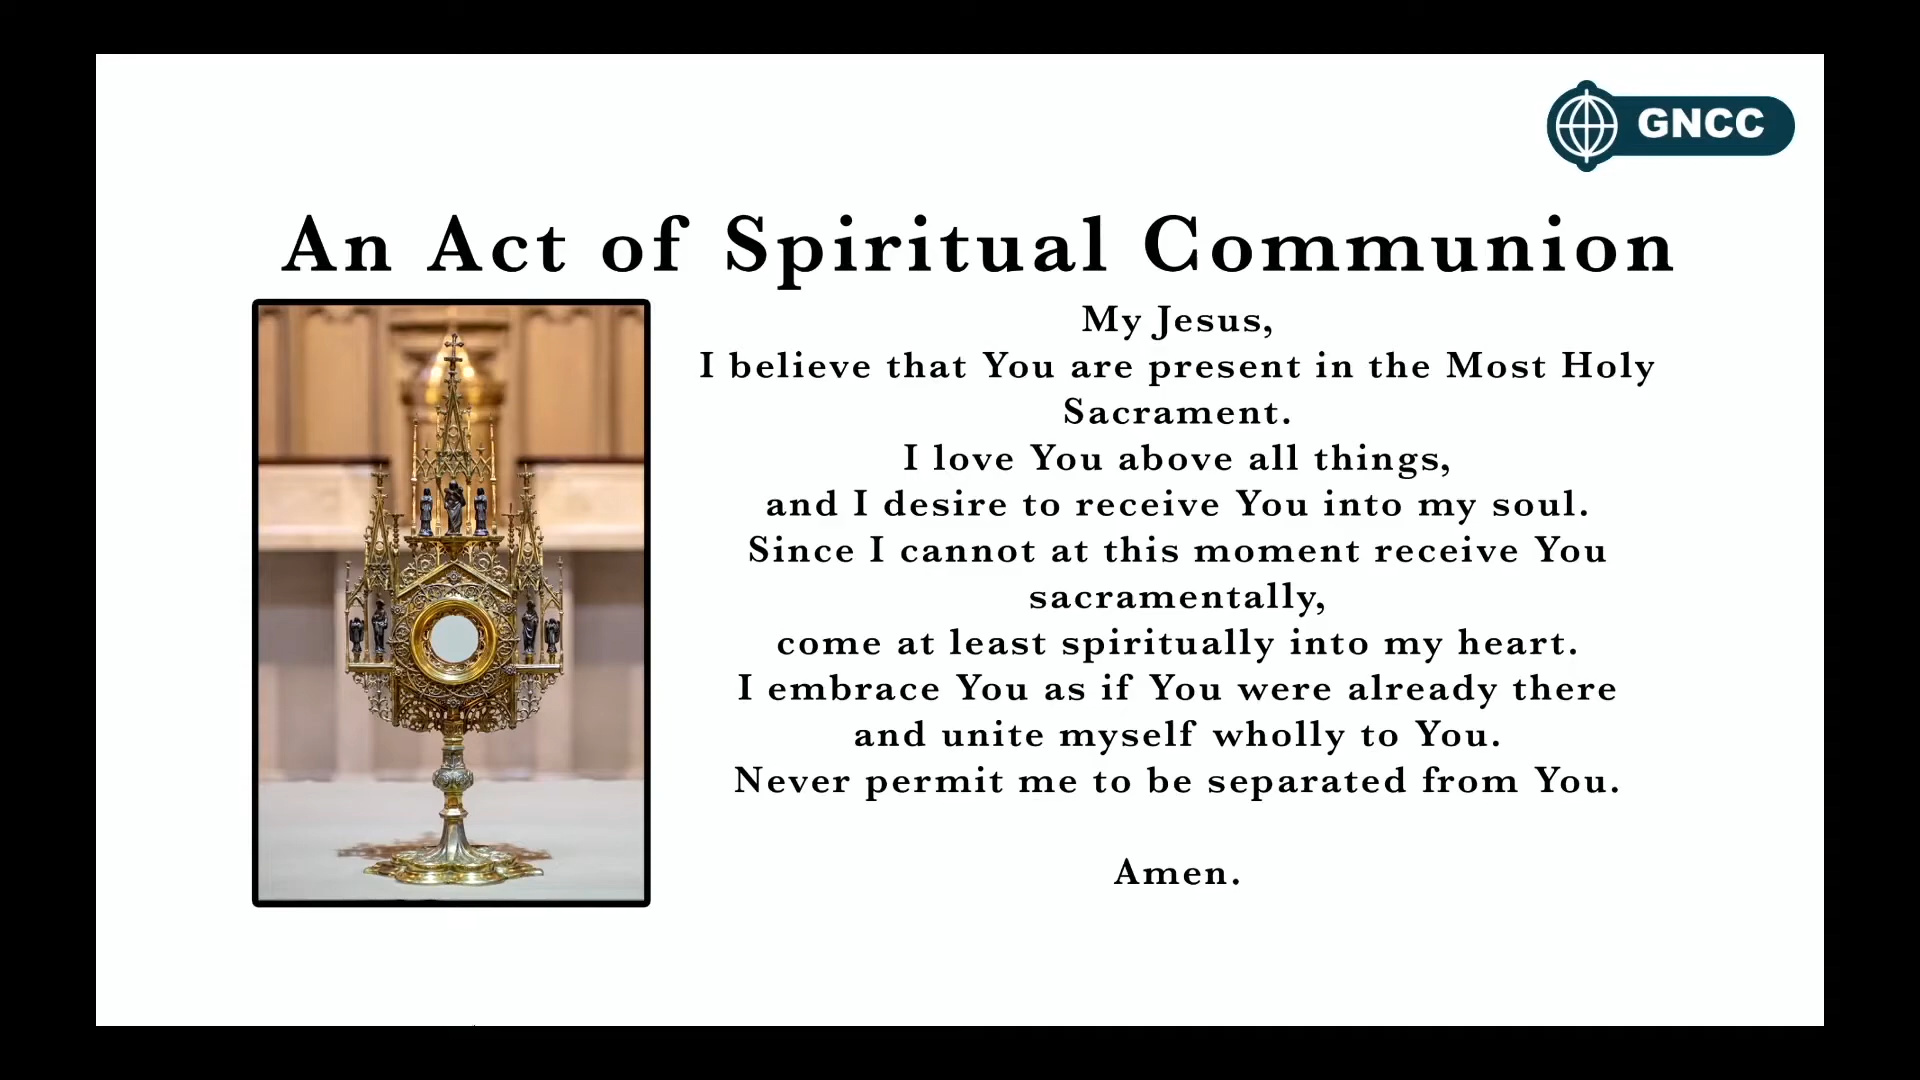 GNCC
An Act of Spiritual Communion
My Jesus,
I believe that You are present in the Most Holy
Sacrament.
I love You above all things,
and I desire to receive You into my soul.
Since I cannot at this moment receive You
sacramentally,
come at least spiritually into my heart.
I embrace You as if You were already there
and unite myself wholly to You.
Never permit me to be separated from You.
Amen.